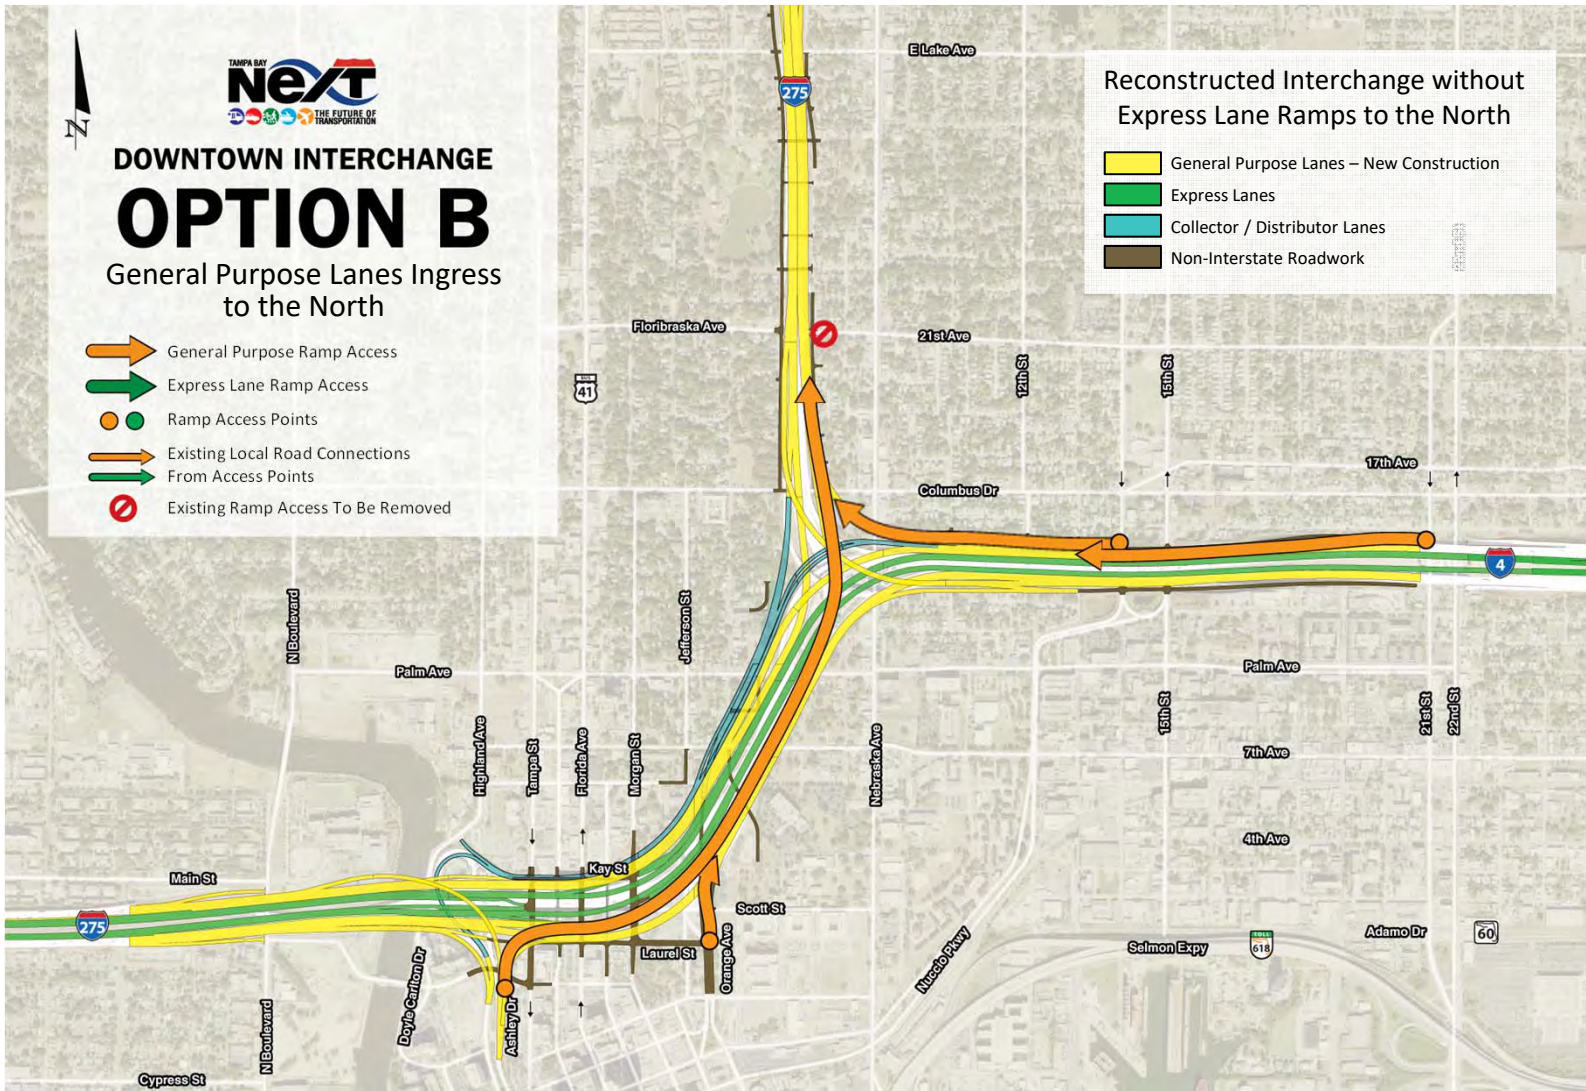 N
TAMPA BAY
NexT
THE FUTURE OF
TRANSPORTATION
DOWNTOWN INTERCHANGE
OPTION B
General Purpose Lanes Ingress
to the North
General Purpose Ramp Access
Express Lane Ramp Access
Ramp Access Points
Existing Local Road Connections
From Access Points
Existing Ramp Access To Be Removed
Reconstructed Interchange without
Express Lane Ramps to the North
General Purpose Lanes – New Construction
Express Lanes
Collector / Distributor Lanes
Non-Interstate Roadwork
E Lake Ave
275
Floribraska Ave
21st Ave
12th St
15th St
41
17th Ave
Columbus Dr
4
N Boulevard
Jefferson St
Palm Ave
Palm Ave
Highland Ave
Tampa St
Florida Ave
Morgan St
Nebraska Ave
15th St
21st St
22nd St
7th Ave
4th Ave
Main St
Kay St
275
Scott St
Laurel St
Orange Ave
Doyle Carlton Dr
Ashley Dr
N Boulevard
Nuccio Pkwy
Selmon Expy
TOLL
618
Adamo Dr
60
Cypress St